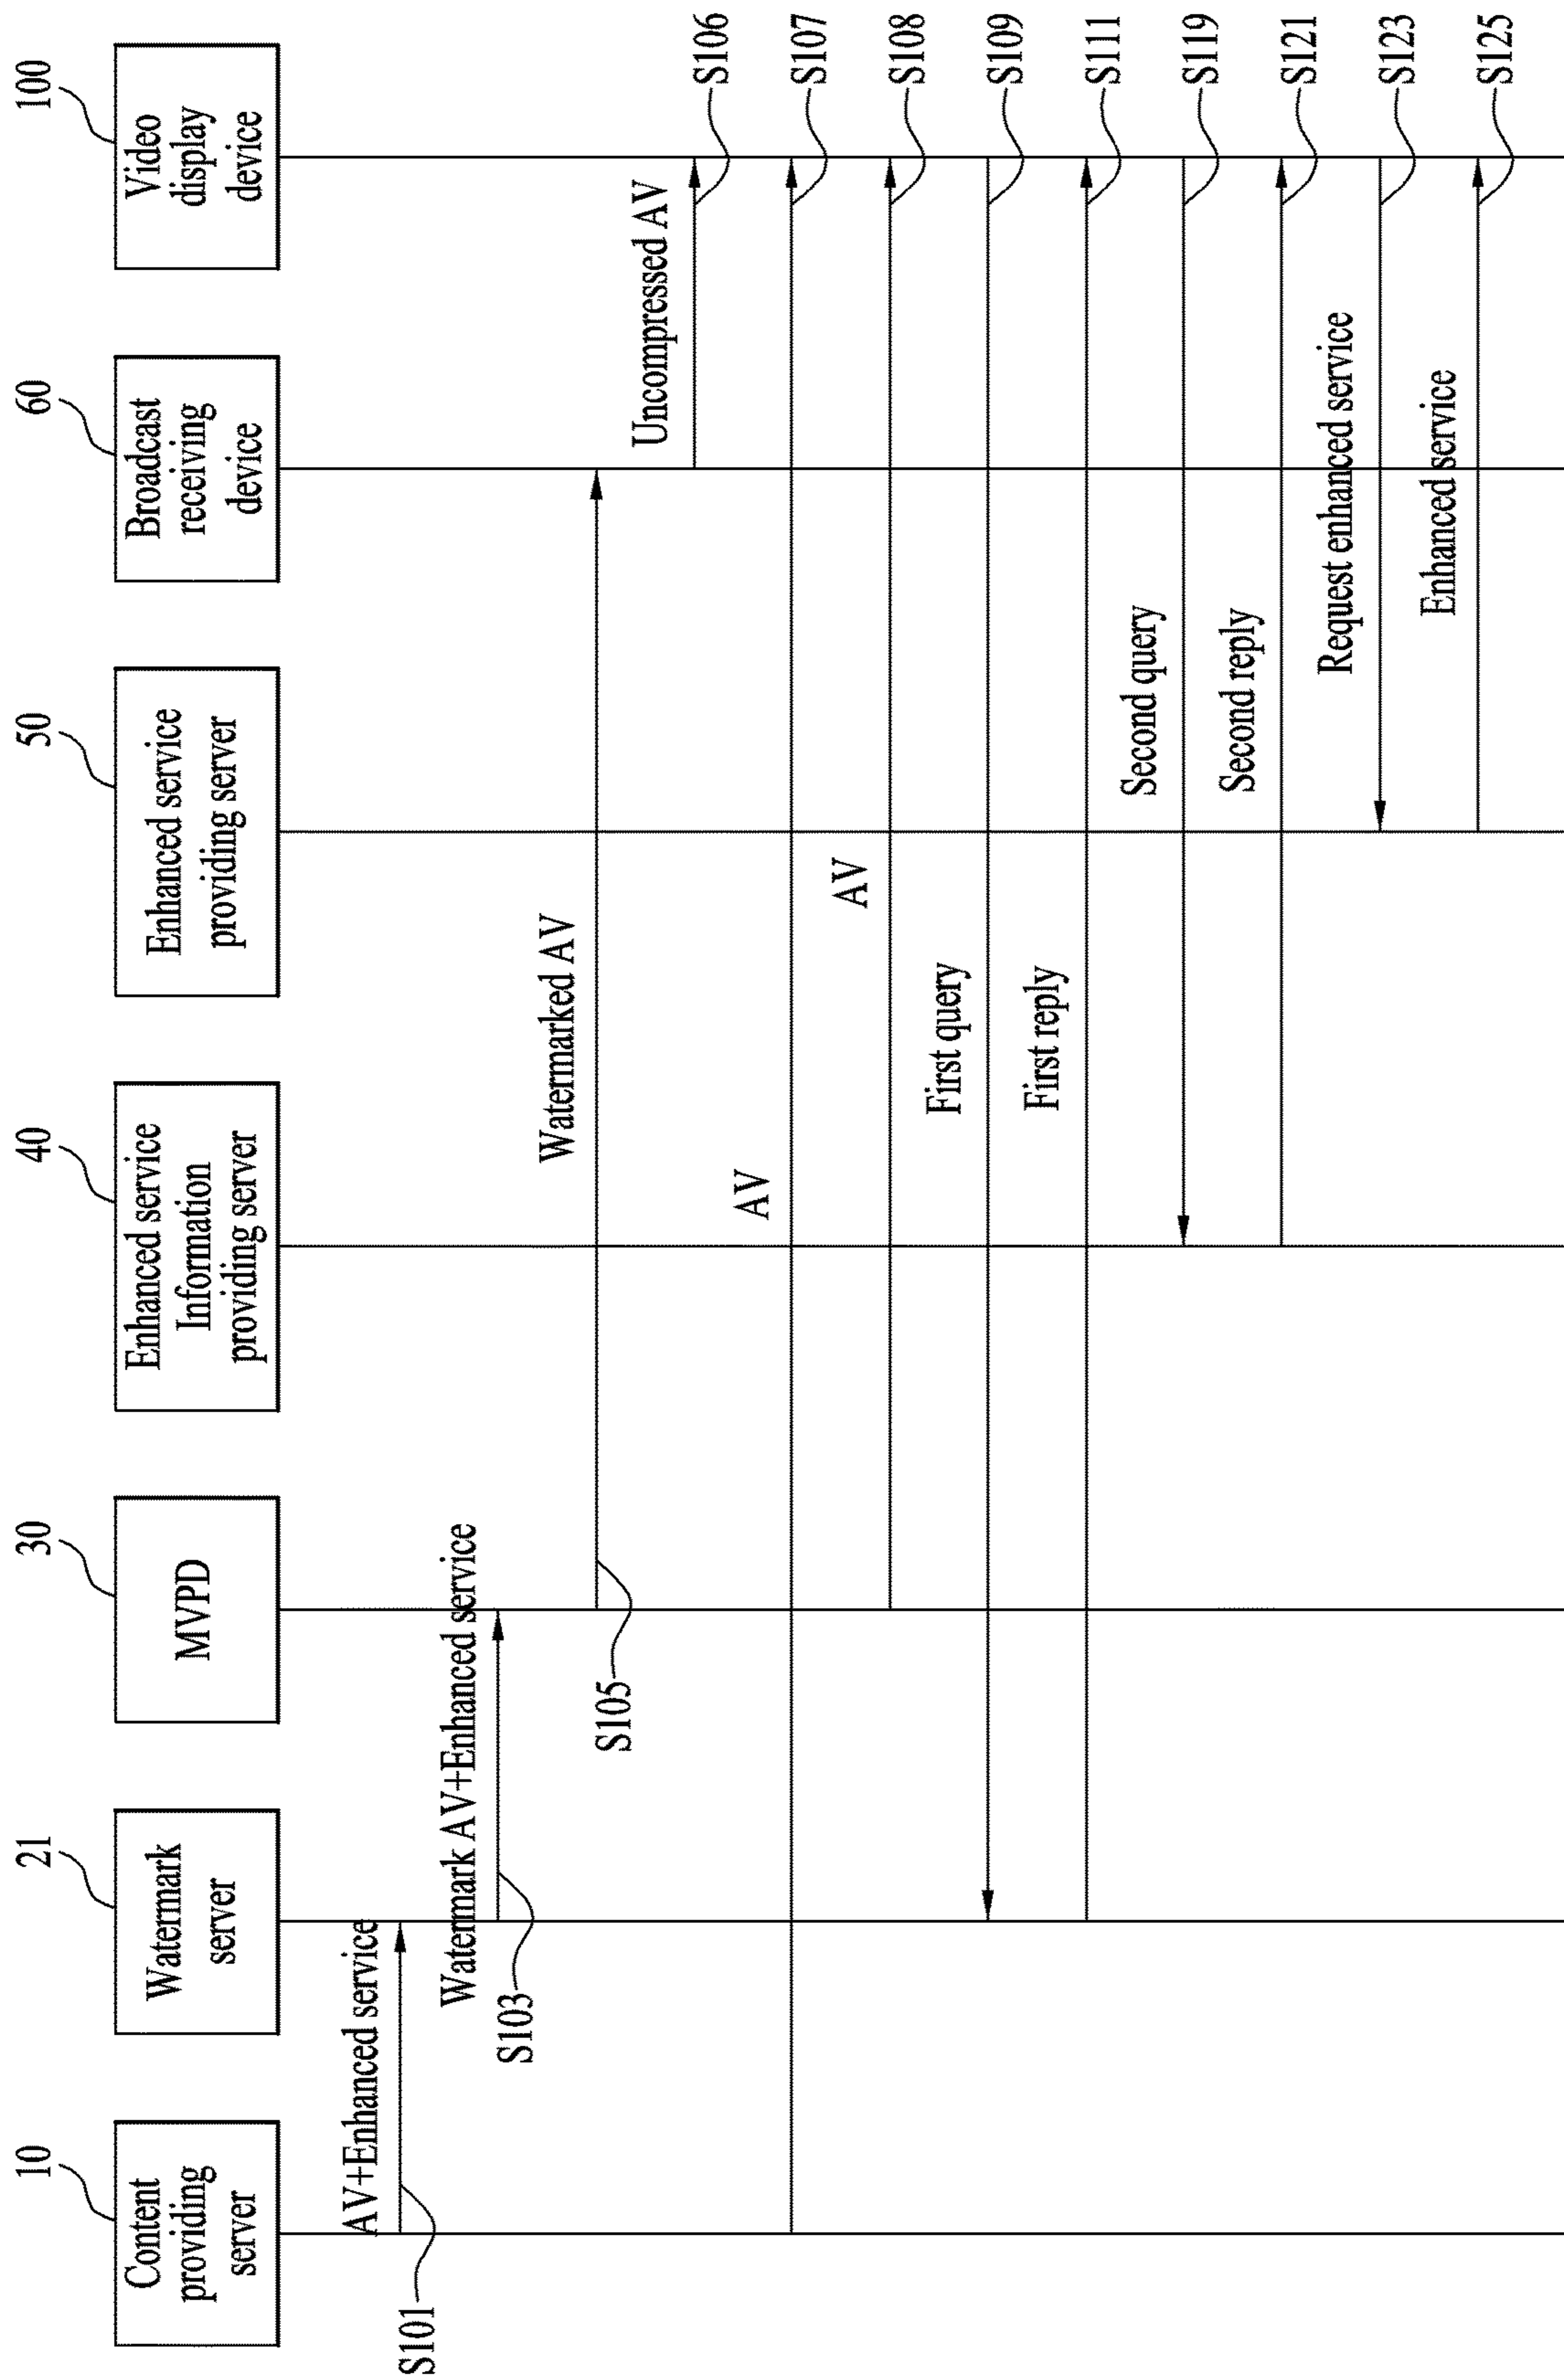 10
21
30
40
50
60
100
Content
providing
server
Watermark
server
MVPD
Enhanced service
Information
providing server
Enhanced service
providing server
Broadcast
receiving
device
Video
display
device
AV+Enhanced service
S101
Watermark AV+Enhanced service
S103
Watermarked AV
S105
Uncompressed AV
S106
AV
S107
AV
S108
First query
S109
First reply
S111
Second query
S119
Second reply
S121
Request enhanced service
S123
Enhanced service
S125